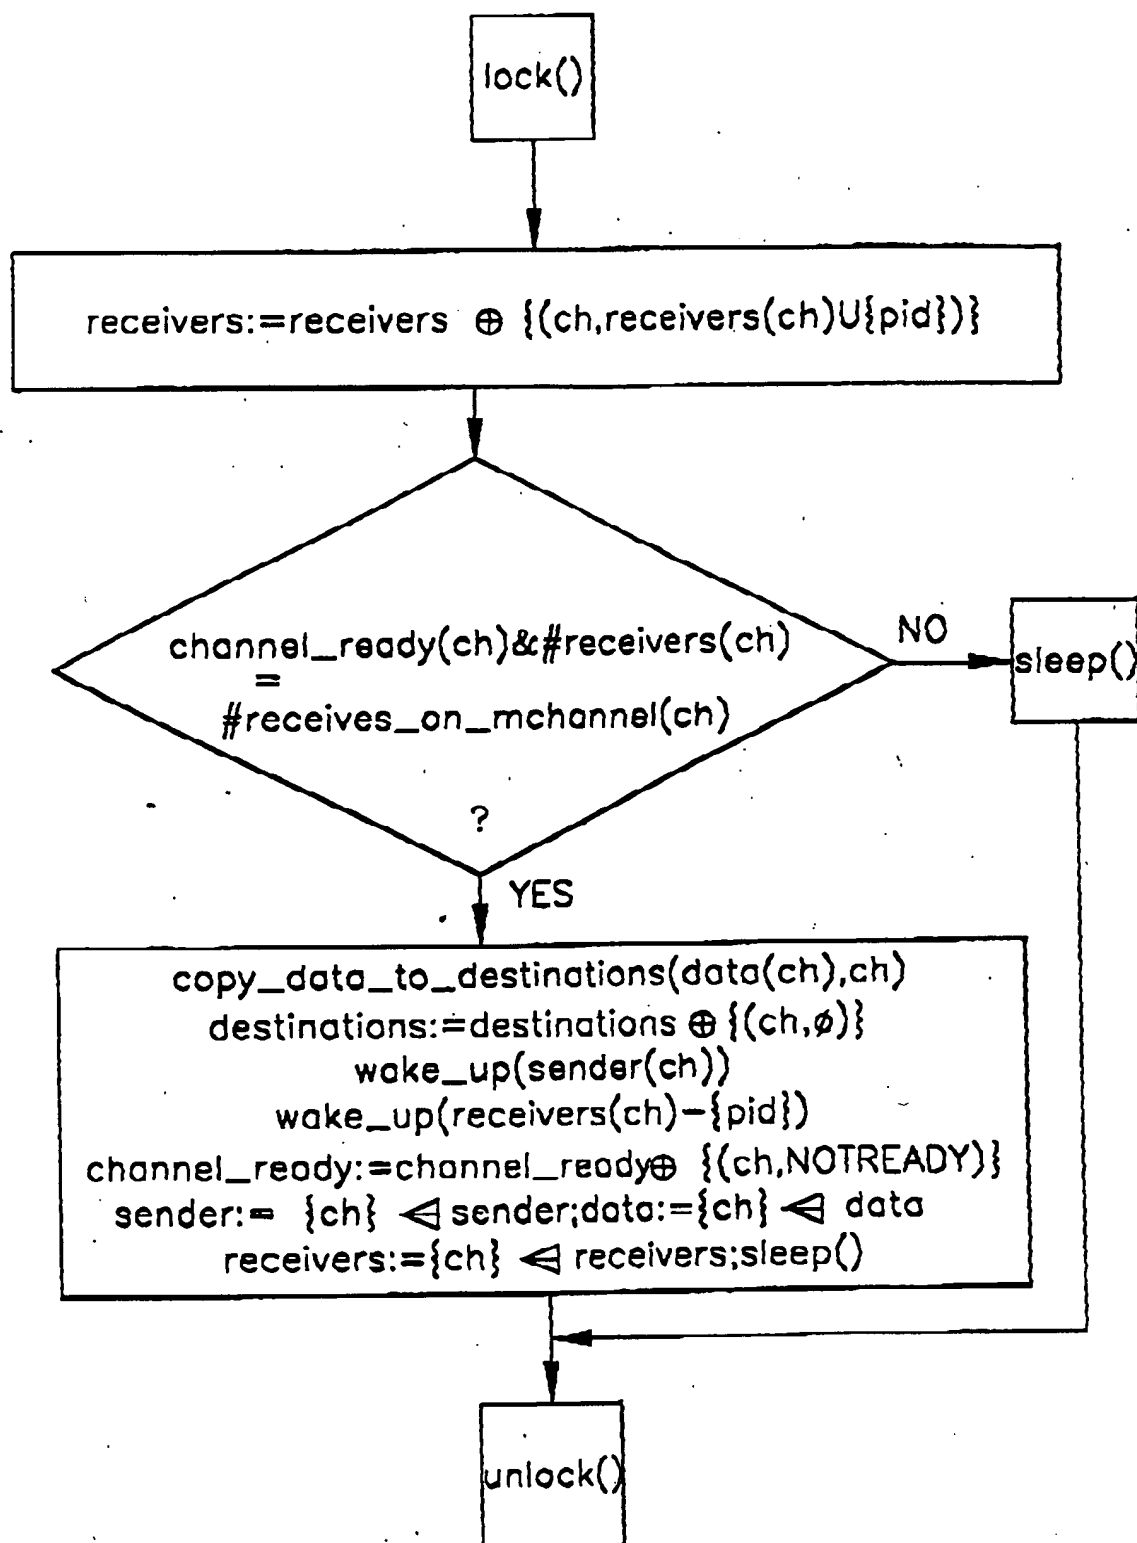 lock()
receivers:=receivers ⊕ {(ch,receivers(ch)U{pid})}
channel_ready(ch)&#receivers(ch)
=
#receives_on_mchannel(ch)
?
NO
sleep()
YES
copy_data_to_destinations(data(ch),ch)
destinations:=destinations ⊕ {(ch,ø)}
wake_up(sender(ch))
wake_up(receivers(ch)-{pid})
channel_ready:=channel_ready⊕ {(ch,NOTREADY)}
sender:= {ch} ⩤ sender;data:={ch} ⩤ data
receivers:={ch} ⩤ receivers;sleep()
unlock()